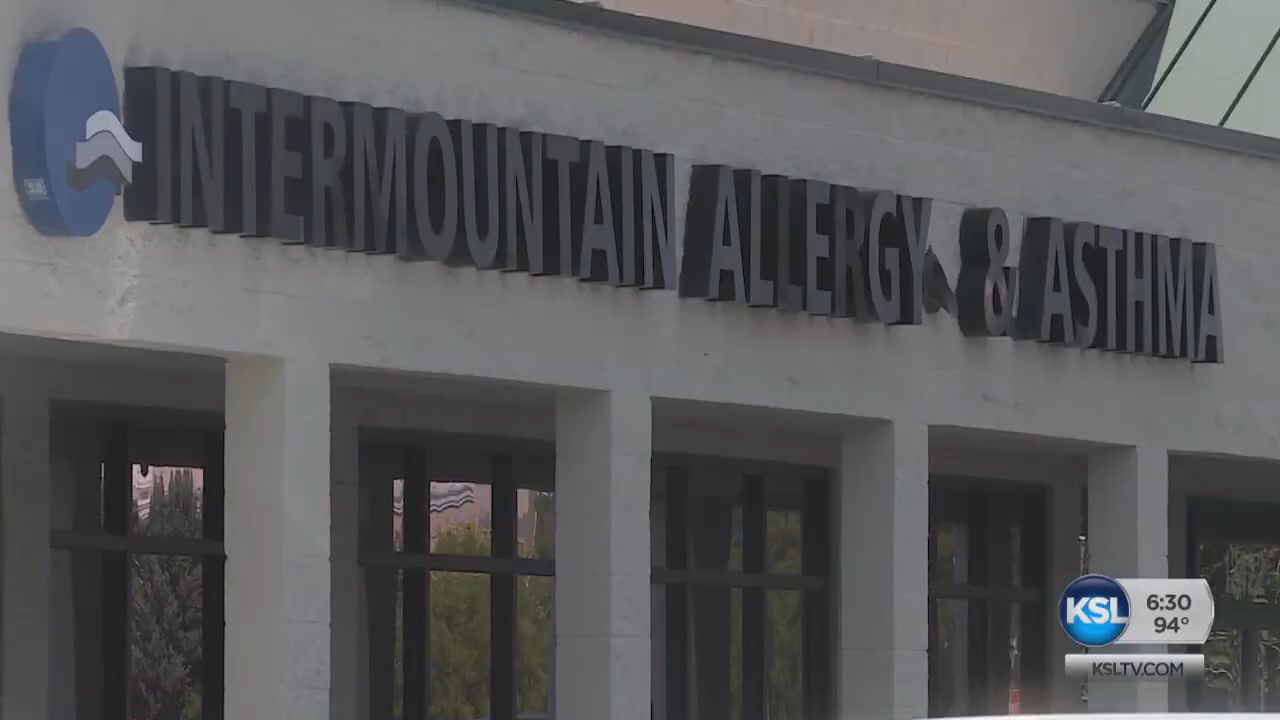 INTERMOUNTAIN ALLERGY & ASTHMA
KSL
6:30
94°
KSLTV.COM